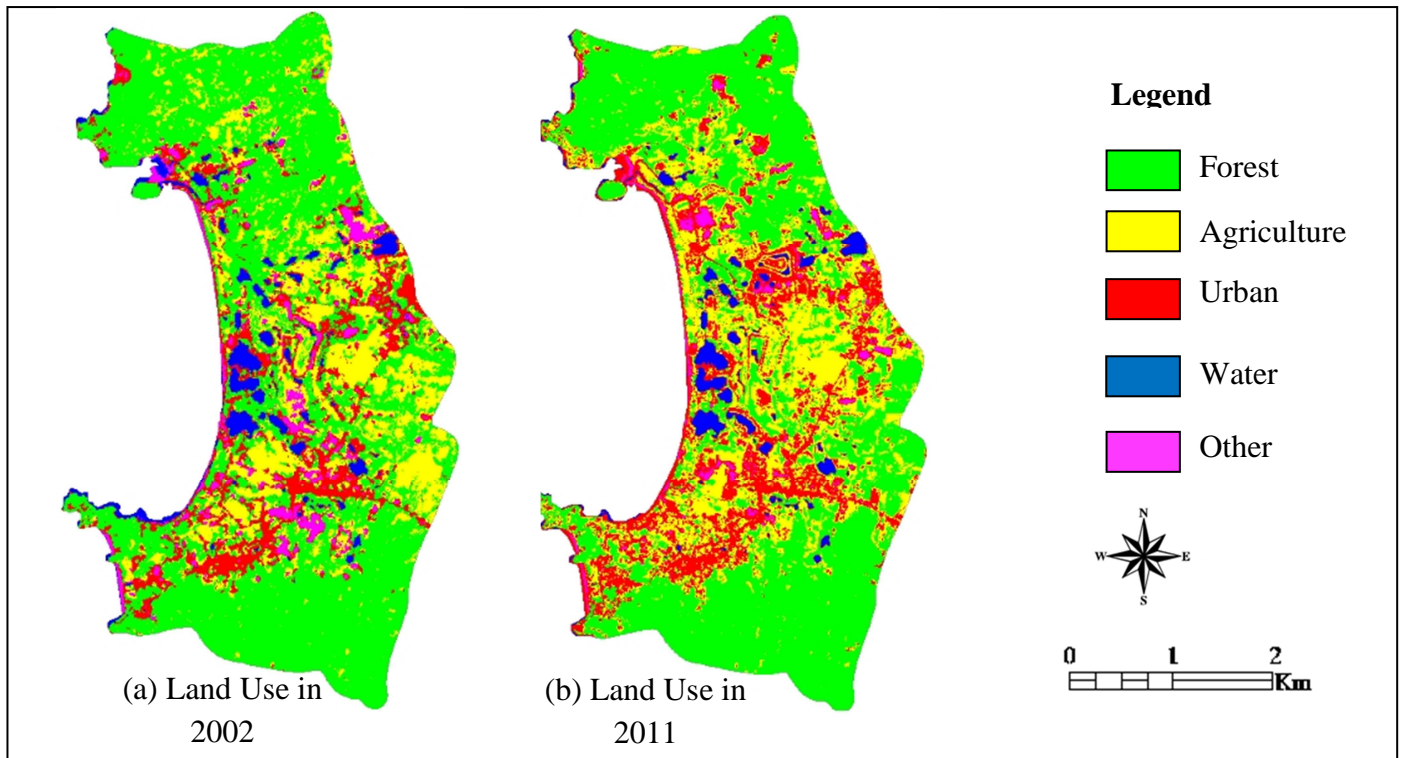 Legend
Forest
Agriculture
Urban
Water
Other
N
W E
S
0 1 2
Km
(a) Land Use in
2002
(b) Land Use in
2011